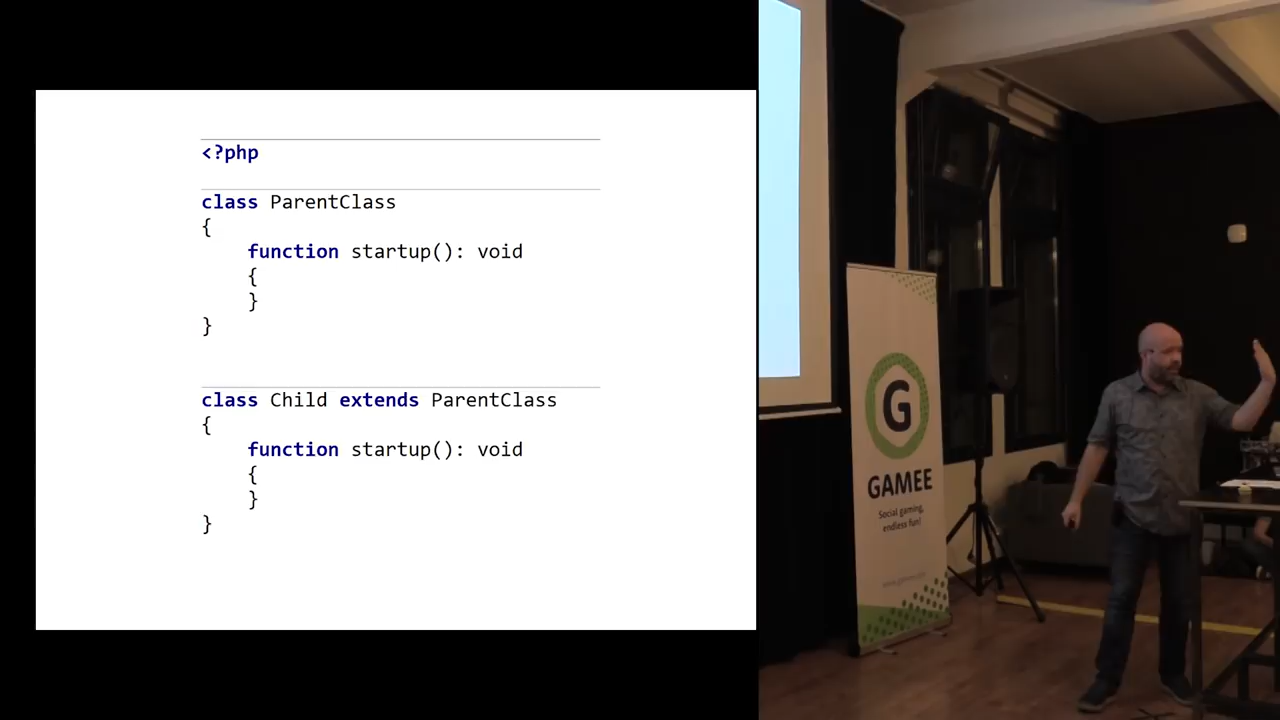 <?php
class ParentClass
{
    function startup(): void
    {
    }
}
class Child extends ParentClass
{
    function startup(): void
    {
    }
}
G
GAMEE
Social gaming,
endless fun!